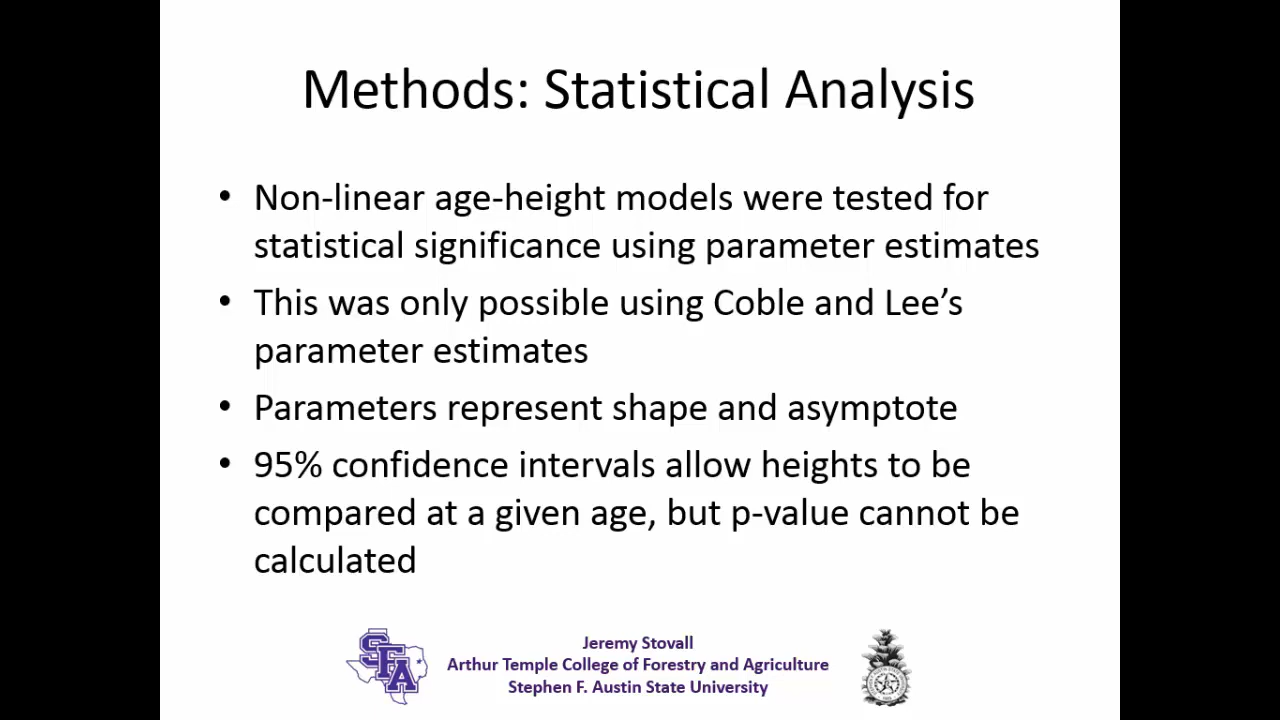 Methods: Statistical Analysis
• Non-linear age-height models were tested for
statistical significance using parameter estimates
• This was only possible using Coble and Lee’s
parameter estimates
• Parameters represent shape and asymptote
• 95% confidence intervals allow heights to be
compared at a given age, but p-value cannot be
calculated
SFA
Jeremy Stovall
Arthur Temple College of Forestry and Agriculture
Stephen F. Austin State University